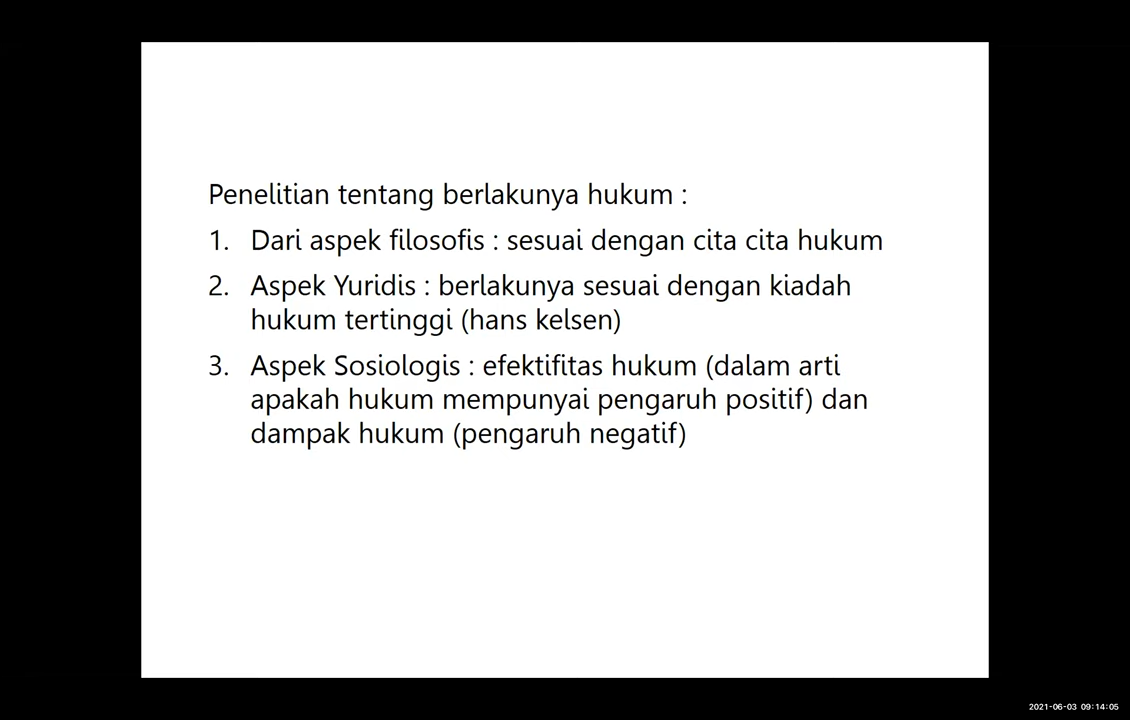 Penelitian tentang berlakunya hukum :
1. Dari aspek filosofis : sesuai dengan cita cita hukum
2. Aspek Yuridis : berlakunya sesuai dengan kiadah
hukum tertinggi (hans kelsen)
3. Aspek Sosiologis : efektifitas hukum (dalam arti
apakah hukum mempunyai pengaruh positif) dan
dampak hukum (pengaruh negatif)
2021-06-03 09:14:05